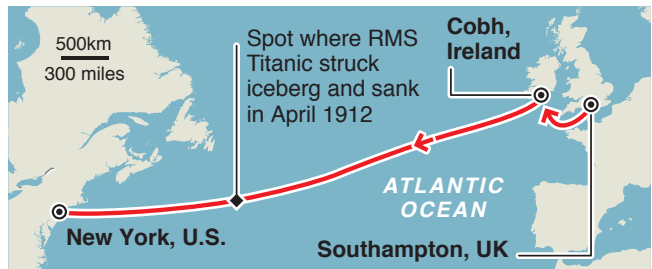 500km
300 miles
Spot where RMS
Titanic struck
iceberg and sank
in April 1912
Cobh,
Ireland
ATLANTIC
OCEAN
New York, U.S.
Southampton, UK